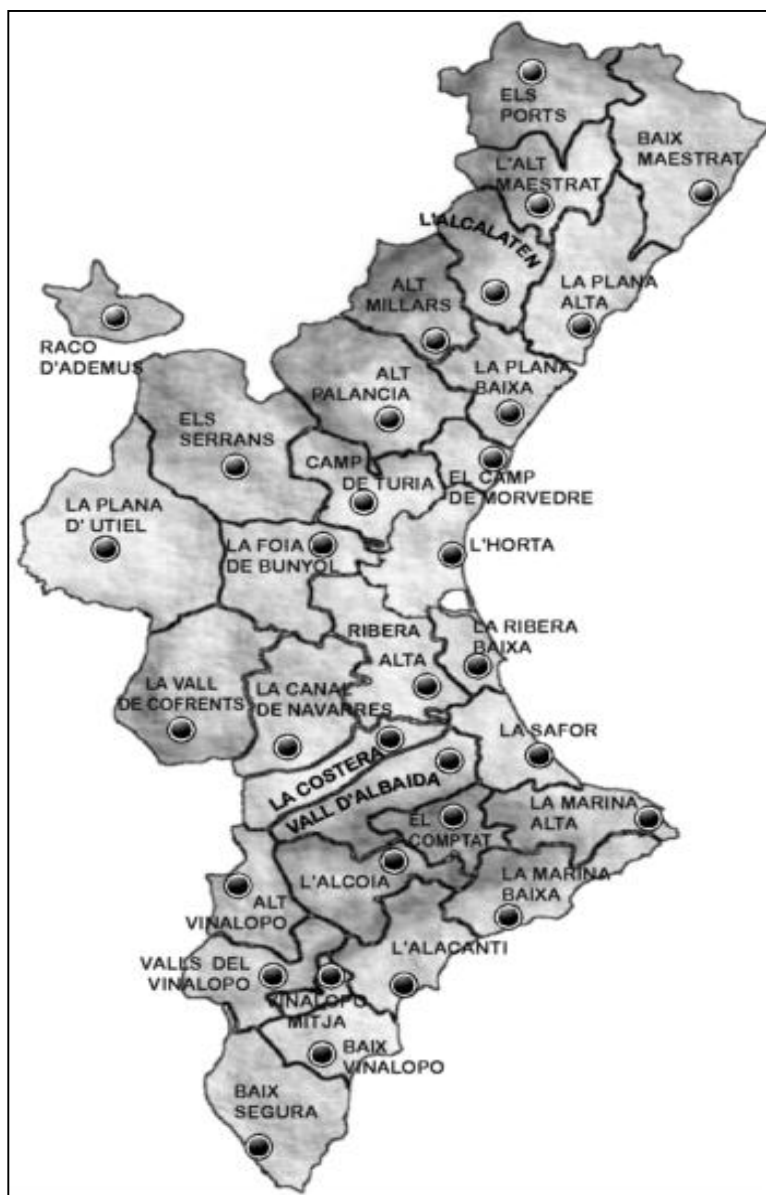 ELS
PORTS
BAIX
MAESTRAT
L'ALT
MAESTRAT
L'ALCALATEN
ALT
MILLARS
LA PLANA
ALTA
RACO
D'ADEMUS
ALT
PALANCIA
LA PLANA
BAIXA
ELS
SERRANS
CAMP
DE TURIA
EL CAMP
DE MORVEDRE
LA PLANA
D' UTIEL
LA FOIA
DE BUNYOL
L'HORTA
RIBERA
ALTA
LA RIBERA
BAIXA
LA VALL
DE COFRENTS
LA CANAL
DE NAVARRES
LA SAFOR
LA COSTERA
VALL D'ALBAIDA
EL
COMPTAT
LA MARINA
ALTA
L'ALCOIA
LA MARINA
BAIXA
ALT
VINALOPO
L'ALACANTI
VALLS DEL
VINALOPO
VINALOPO
MITJA
BAIX
VINALOPO
BAIX
SEGURA